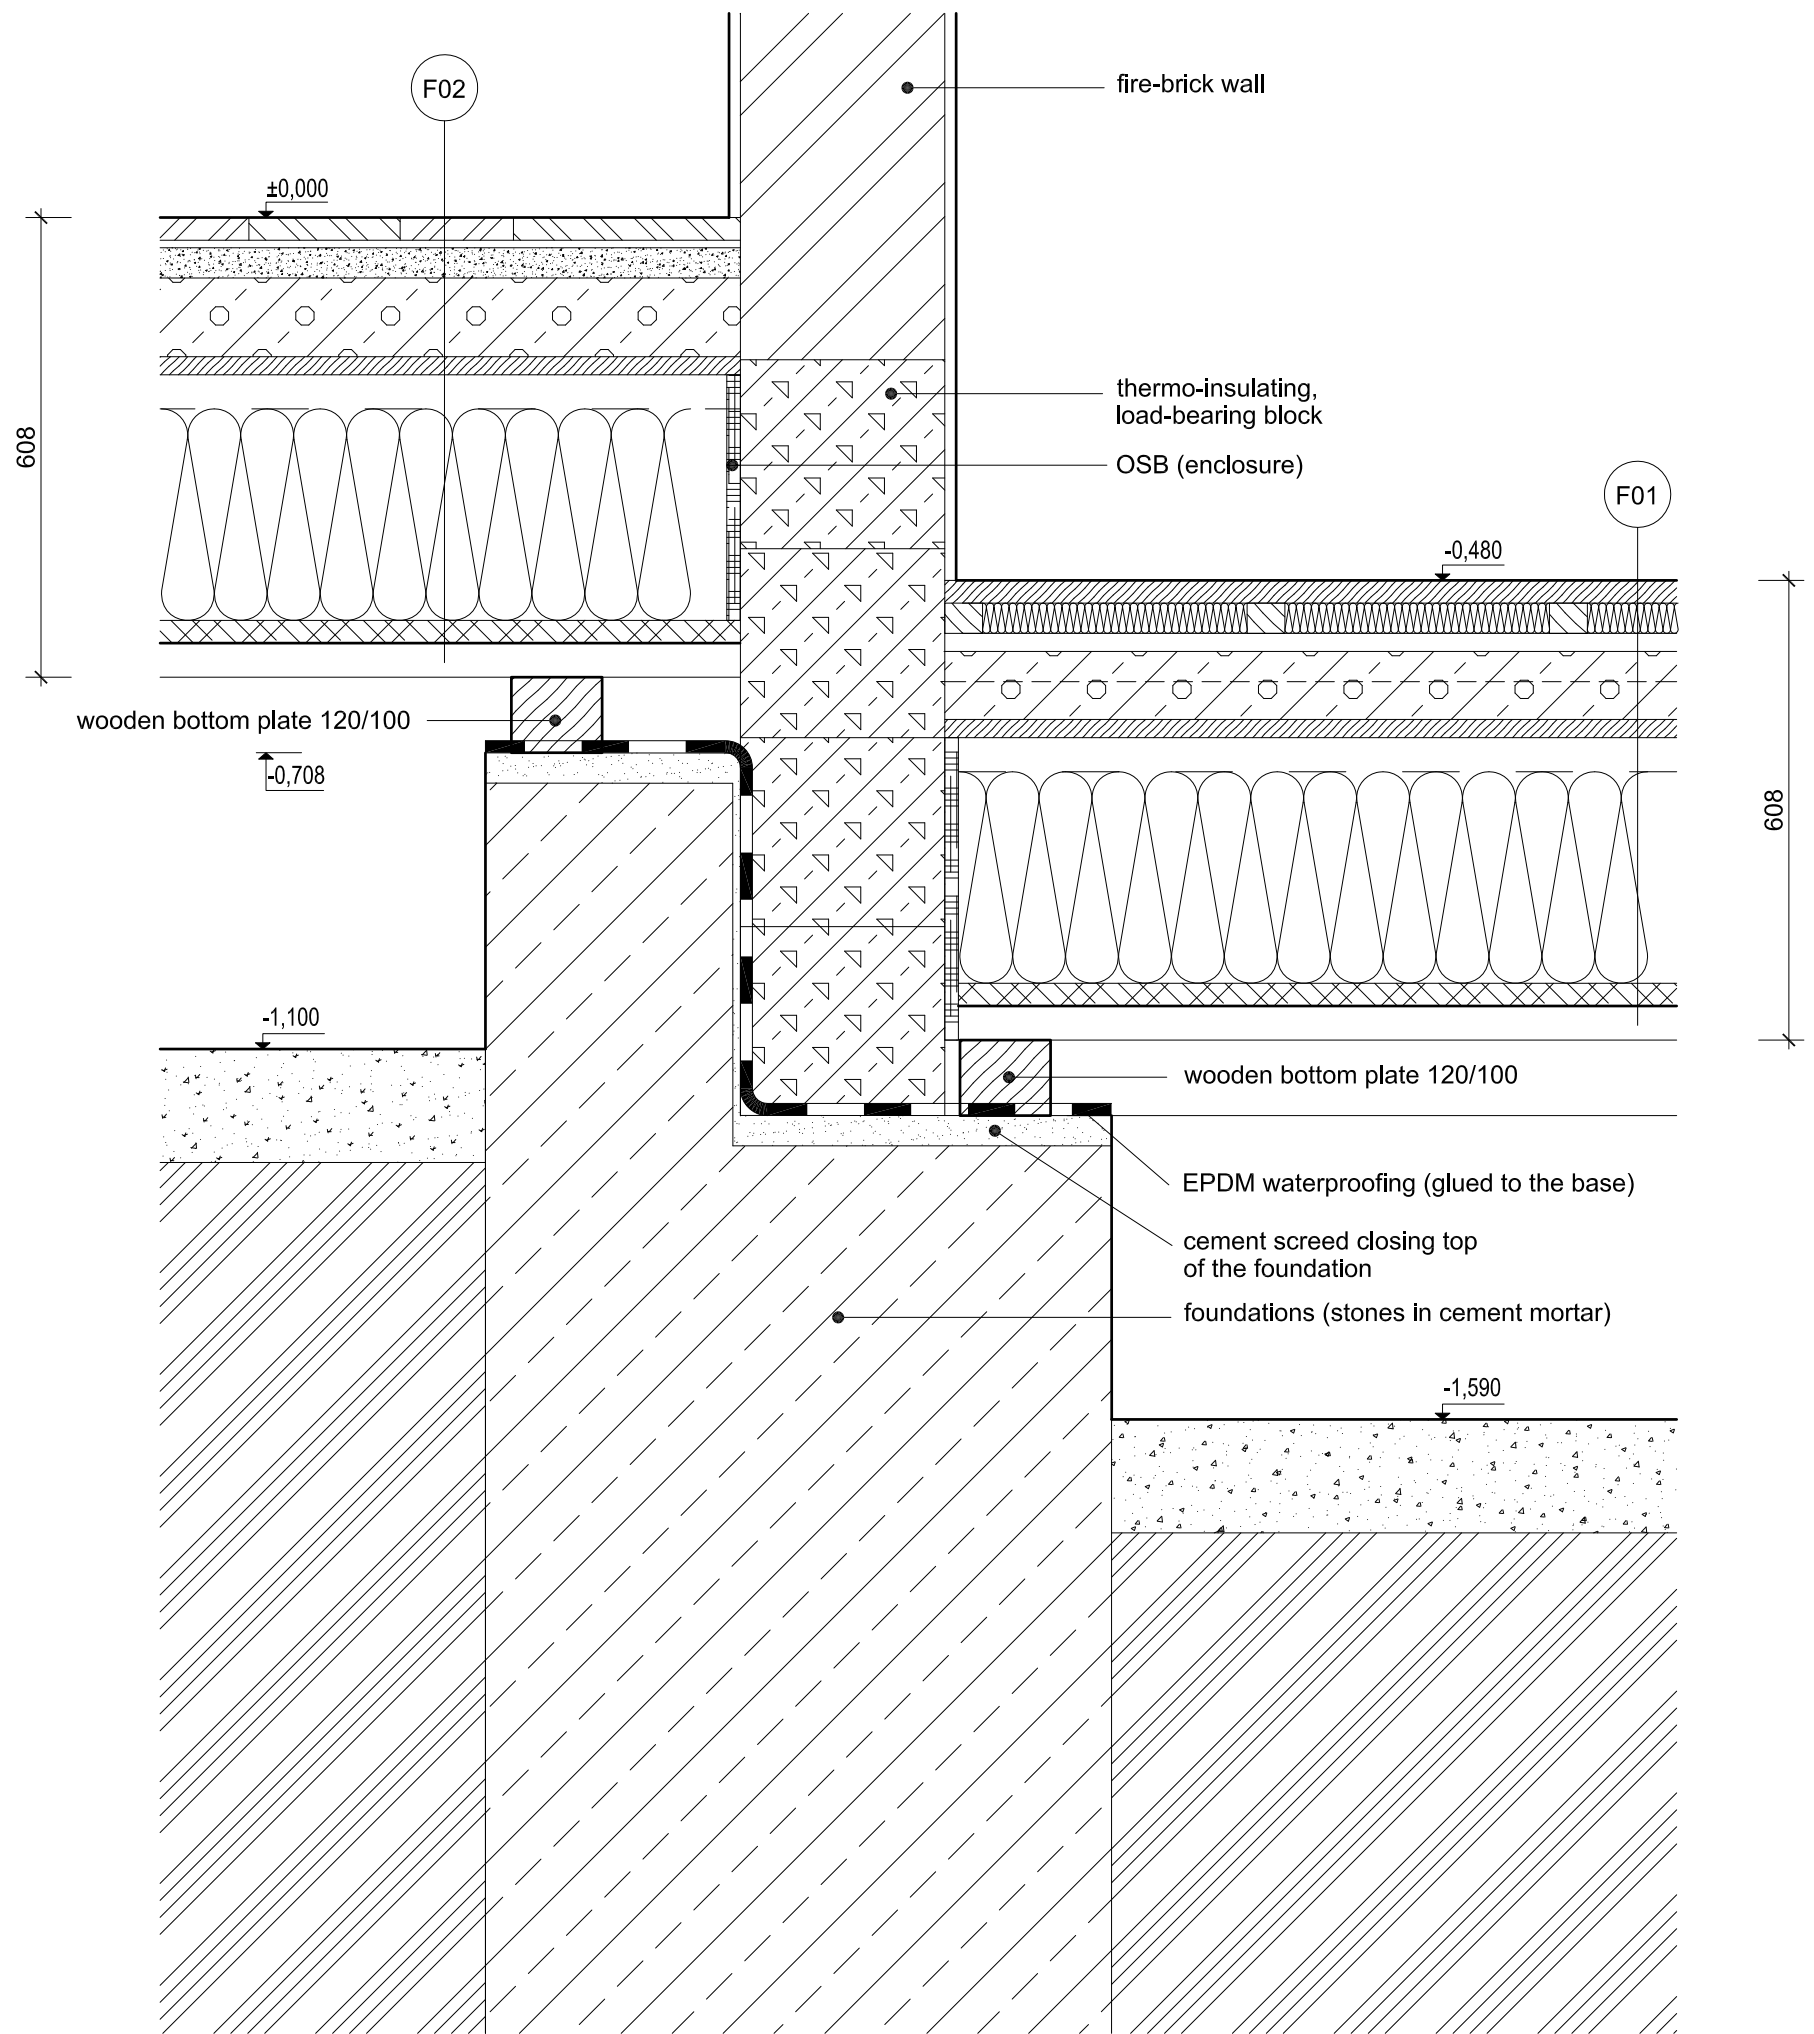 F02
fire-brick wall
±0,000
thermo-insulating,
load-bearing block
608
OSB (enclosure)
F01
-0,480
wooden bottom plate 120/100
-0,708
608
-1,100
wooden bottom plate 120/100
EPDM waterproofing (glued to the base)
cement screed closing top
of the foundation
foundations (stones in cement mortar)
-1,590